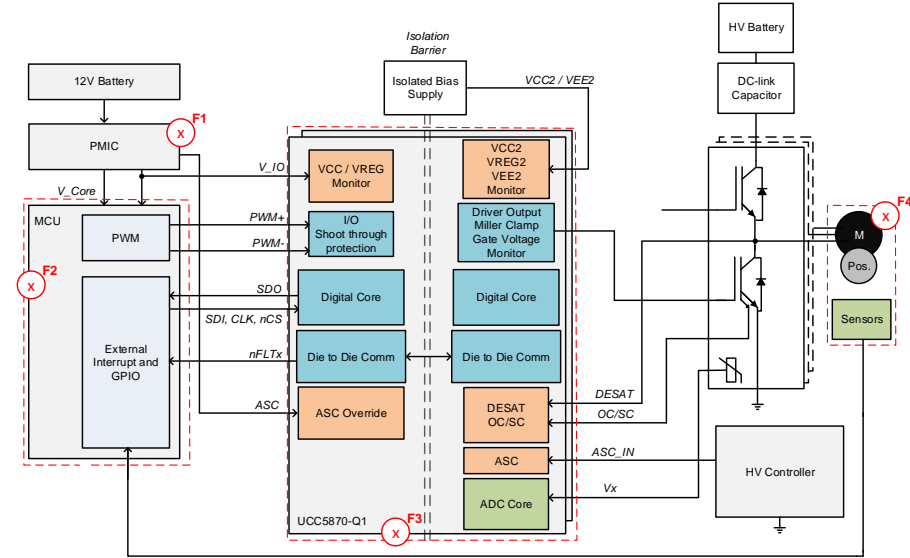 HV Battery
Isolation
Barrier
12V Battery
Isolated Bias
Supply
VCC2 / VEE2
DC-link
Capacitor
F1
X
PMIC
V_IO
VCC / VREG
Monitor
VCC2
VREG2
VEE2
Monitor
V_Core
MCU
PWM
PWM+
PWM-
I/O
Shoot through
protection
Driver Output
Miller Clamp
Gate Voltage
Monitor
F4
X
M
Pos.
F2
X
SDO
SDI, CLK, nCS
Digital Core
Digital Core
Sensors
External
Interrupt and
GPIO
nFLTx
Die to Die Comm
Die to Die Comm
ASC
ASC Override
DESAT
OC/SC
DESAT
OC/SC
ASC
ASC_IN
HV Controller
Vx
ADC Core
UCC5870-Q1
X
F3